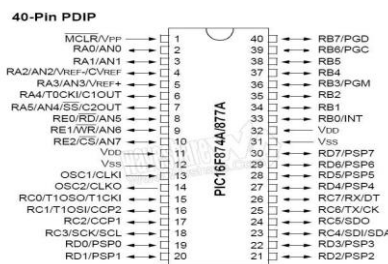 40-Pin PDIP
MCLR/VPP 1 40 RB7/PGD
RA0/AN0 2 39 RB6/PGC
RA1/AN1 3 38 RB5
RA2/AN2/VREF-/CVREF 4 37 RB4
RA3/AN3/VREF+ 5 36 RB3/PGM
RA4/T0CKI/C1OUT 6 35 RB2
RA5/AN4/SS/C2OUT 7 34 RB1
RE0/RD/AN5 8 33 RB0/INT
RE1/WR/AN6 9 32 VDD
RE2/CS/AN7 10 31 VSS
VDD 11 30 RD7/PSP7
VSS 12 29 RD6/PSP6
OSC1/CLKI 13 28 RD5/PSP5
OSC2/CLKO 14 27 RD4/PSP4
RC0/T1OSO/T1CKI 15 26 RC7/RX/DT
RC1/T1OSI/CCP2 16 25 RC6/TX/CK
RC2/CCP1 17 24 RC5/SDO
RC3/SCK/SCL 18 23 RC4/SDI/SDA
RD0/PSP0 19 22 RD3/PSP3
RD1/PSP1 20 21 RD2/PSP2
PIC16F874A/877A